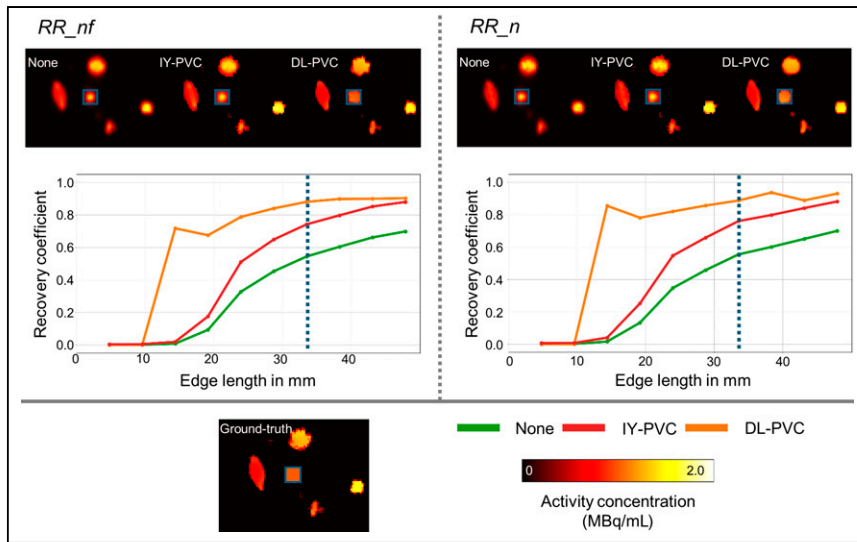 RR_nf
None IY-PVC DL-PVC
Recovery coefficient
1.0
0.8
0.6
0.4
0.2
0.0
0 10 20 30 40
Edge length in mm
RR_n
None IY-PVC DL-PVC
Recovery coefficient
1.0
0.8
0.6
0.4
0.2
0.0
0 10 20 30 40
Edge length in mm
Ground-truth
None IY-PVC DL-PVC
0 2.0
Activity concentration
(MBq/mL)